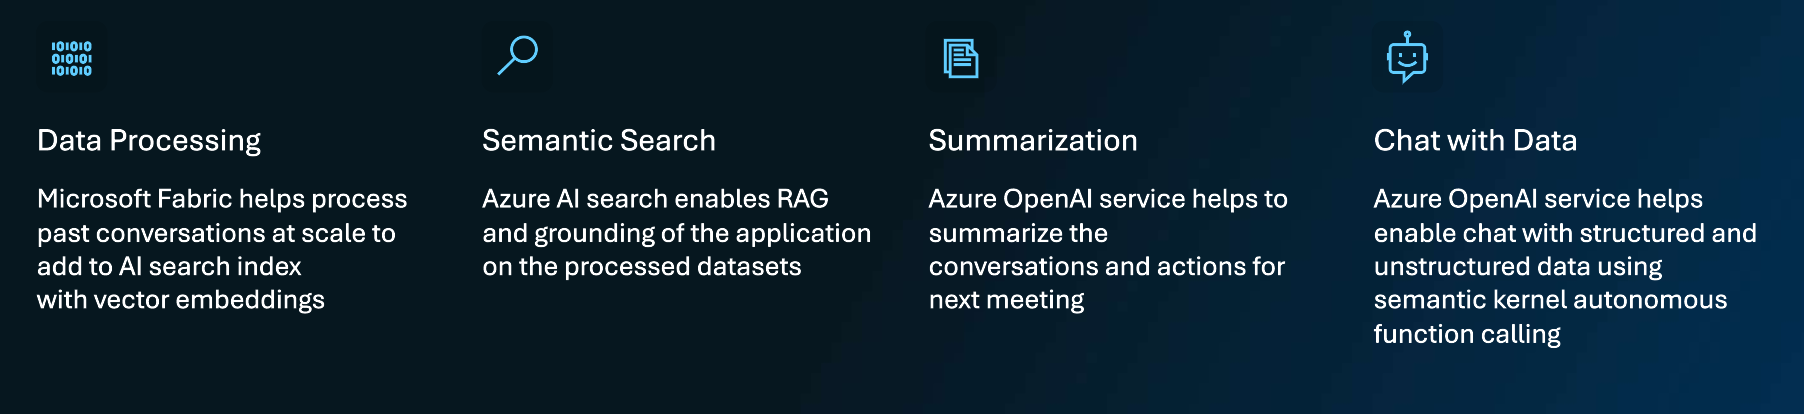 101010
010101
101010
Data Processing
Microsoft Fabric helps process
past conversations at scale to
add to AI search index
with vector embeddings
Semantic Search
Azure AI search enables RAG
and grounding of the application
on the processed datasets
Summarization
Azure OpenAI service helps to
summarize the
conversations and actions for
next meeting
Chat with Data
Azure OpenAI service helps
enable chat with structured and
unstructured data using
semantic kernel autonomous
function calling